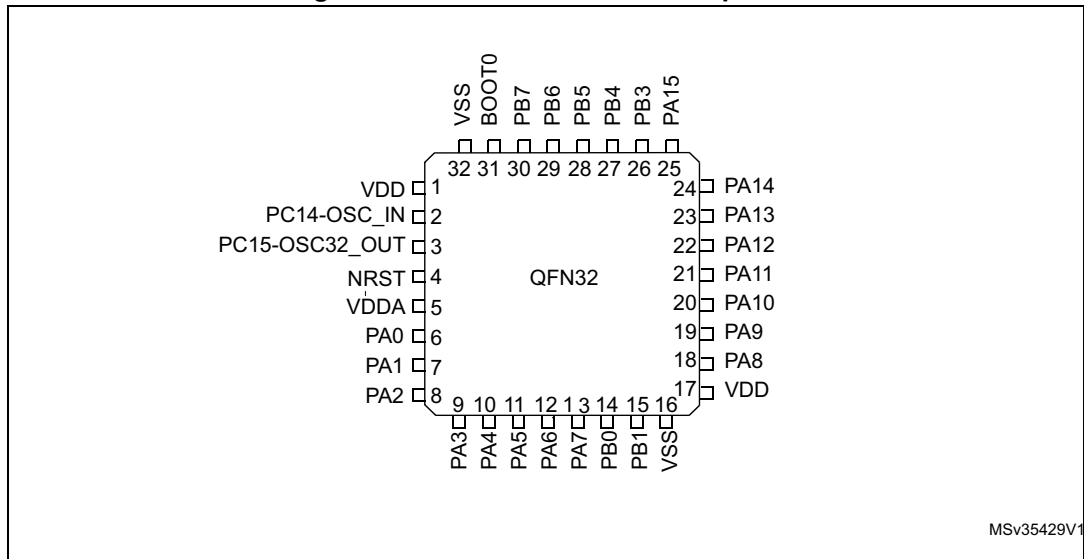 VSS
BOOT0
PB7
PB6
PB5
PB4
PB3
PA15
32 31 30 29 28 27 26 25
VDD 1
PC14-OSC_IN 2
PC15-OSC32_OUT 3
NRST 4
VDDA 5
PA0 6
PA1 7
PA2 8
QFN32
24 PA14
23 PA13
22 PA12
21 PA11
20 PA10
19 PA9
18 PA8
17 VDD
9 10 11 12 1 3 14 15 16
PA3
PA4
PA5
PA6
PA7
PB0
PB1
VSS
MSv35429V1